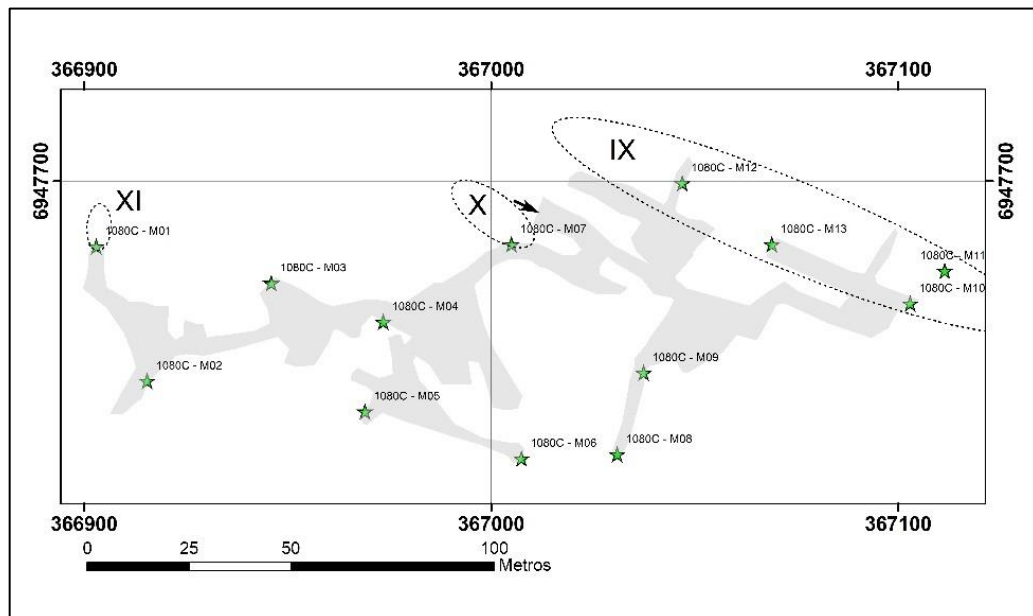 366900
367000
367100
6947700
6947700
IX
1080C - M12
X
XI
1080C - M01
1080C - M07
1080C - M13
1080C - M11
1080C - M03
1080C - M10
1080C - M04
1080C - M09
1080C - M02
1080C - M05
1080C - M06
1080C - M08
366900
367000
367100
0
25
50
100
Metros